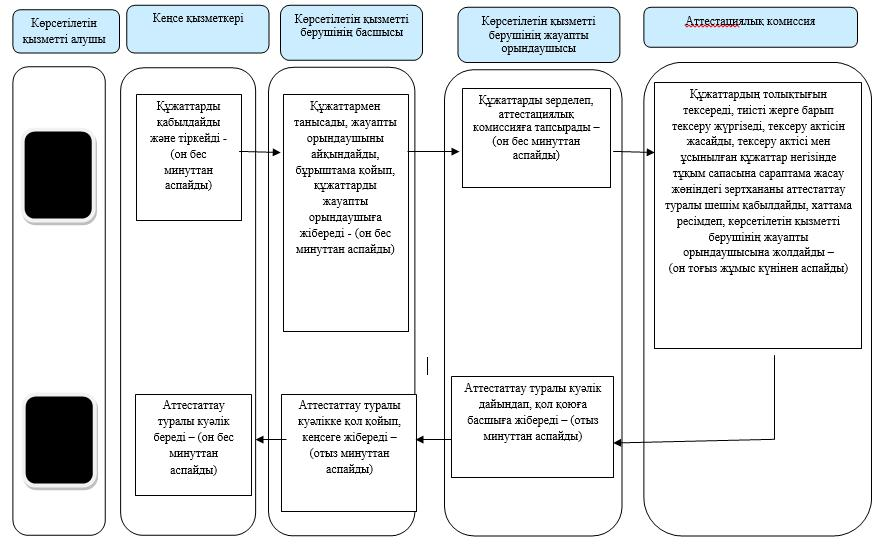 Көрсетілетін
қызметті алушы
Кеңсе қызметкері
Көрсетілетін қызметті
берушінің басшысы
Көрсетілетін қызметті
берушінің жауапты
орындаушысы
Аттестациялық комиссия
Құжаттарды
қабылдайды
және тіркейді -
(он бес
минуттан
аспайды)
Құжаттармен
танысады, жауапты
орындаушыны
айқындайды,
бұрыштама қойып,
құжаттарды
жауапты
орындаушыға
жібереді - (он бес
минуттан аспайды)
Құжаттарды зерделеп,
аттестациялық
комиссияға тапсырады –
(он бес минуттан
аспайды)
Құжаттардың толықтығын
тексереді, тиісті жерге барып
тексеру жүргізеді, тексеру актісін
жасайды, тексеру актісі мен
ұсынылған құжаттар негізінде
тұқым сапасына сараптама жасау
жөніндегі зертхананы аттестаттау
туралы шешім қабылдайды, хаттама
ресімдеп, көрсетілетін қызметті
берушінің жауапты
орындаушысына жолдайды –
(он тоғыз жұмыс күнінен аспайды)
Аттестаттау
туралы куәлік
береді – (он бес
минуттан
аспайды)
Аттестаттау туралы
куәлікке қол қойып,
кеңсеге жібереді –
(отыз минуттан
аспайды)
Аттестаттау туралы куәлік
дайындап, қол қоюға
басшыға жібереді – (отыз
минуттан аспайды)